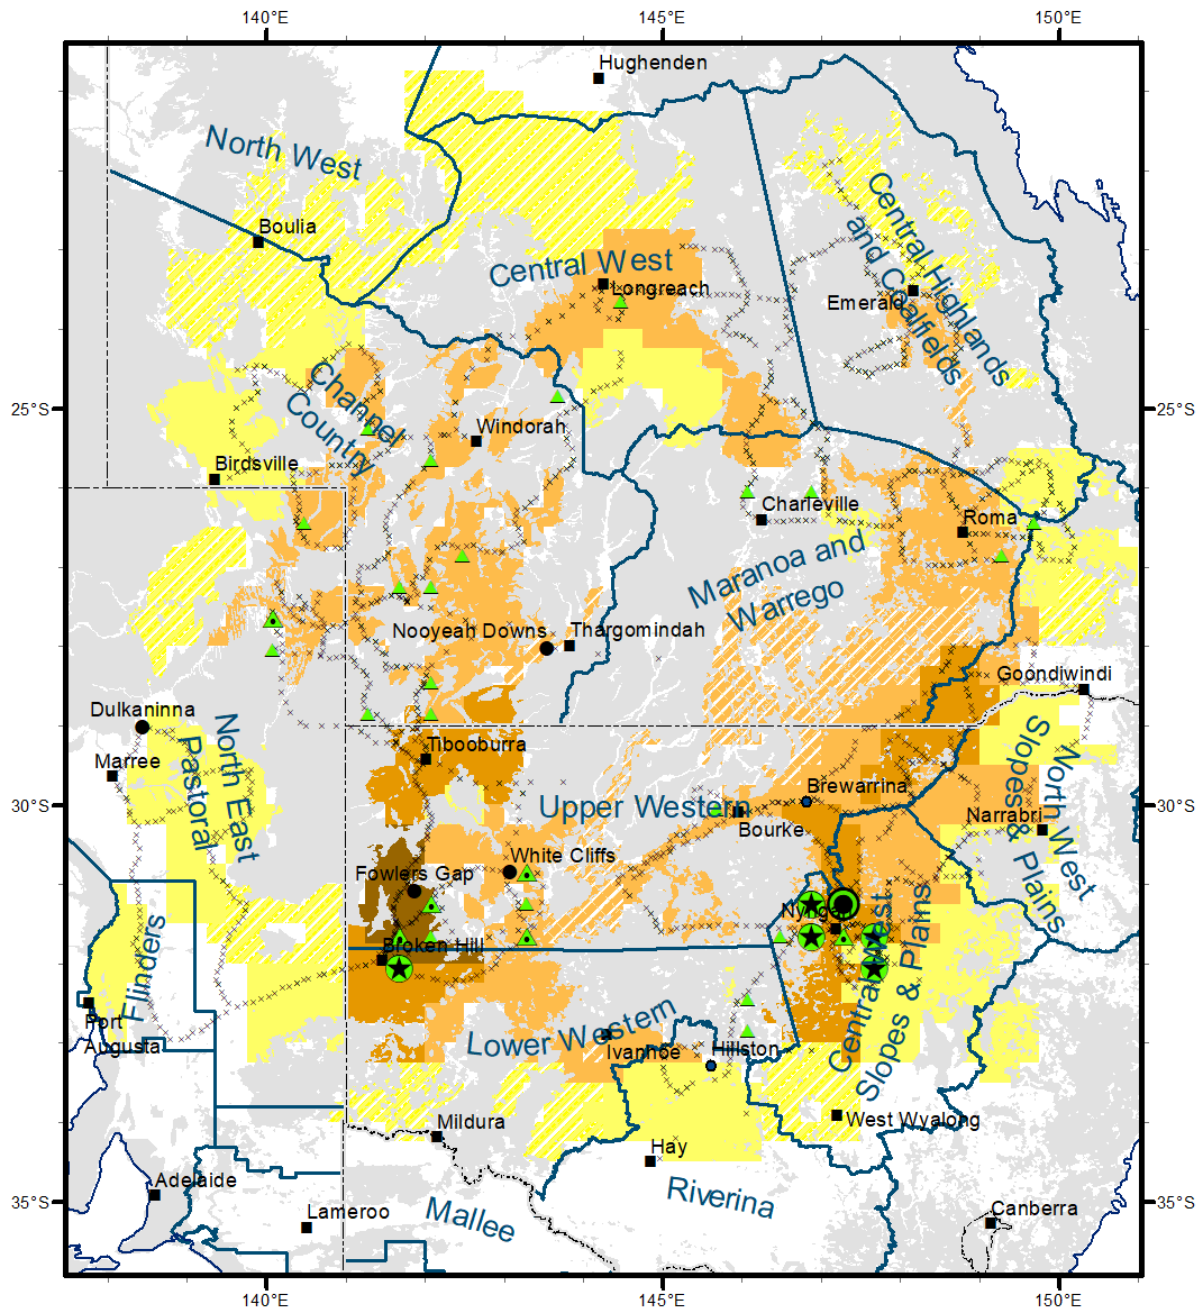 140°E
145°E
150°E
Hughenden
North West
Boulia
Central West
Longreach
Central Highlands
and Coalfields
Emerald
25°S
25°S
Channel
Country
Windorah
Birdsville
Charleville
Roma
Maranoa and
Warrego
Nooyeah Downs
Thargomindah
Goondiwindi
Dulkaninna
North East
Pastoral
Marree
Tibooburra
North West
Slopes &
Plains
30°S
30°S
Upper Western
Brewarrina
Bourke
Narrabri
White Cliffs
Fowlers Gap
Nyngan
Broken Hill
Central West
Slopes & Plains
Flinders
Port
Augusta
Lower Western
Ivanhoe
Hillston
Mildura
West Wyalong
Hay
35°S
35°S
Adelaide
Riverina
Lameroo
Mallee
Canberra
140°E
145°E
150°E